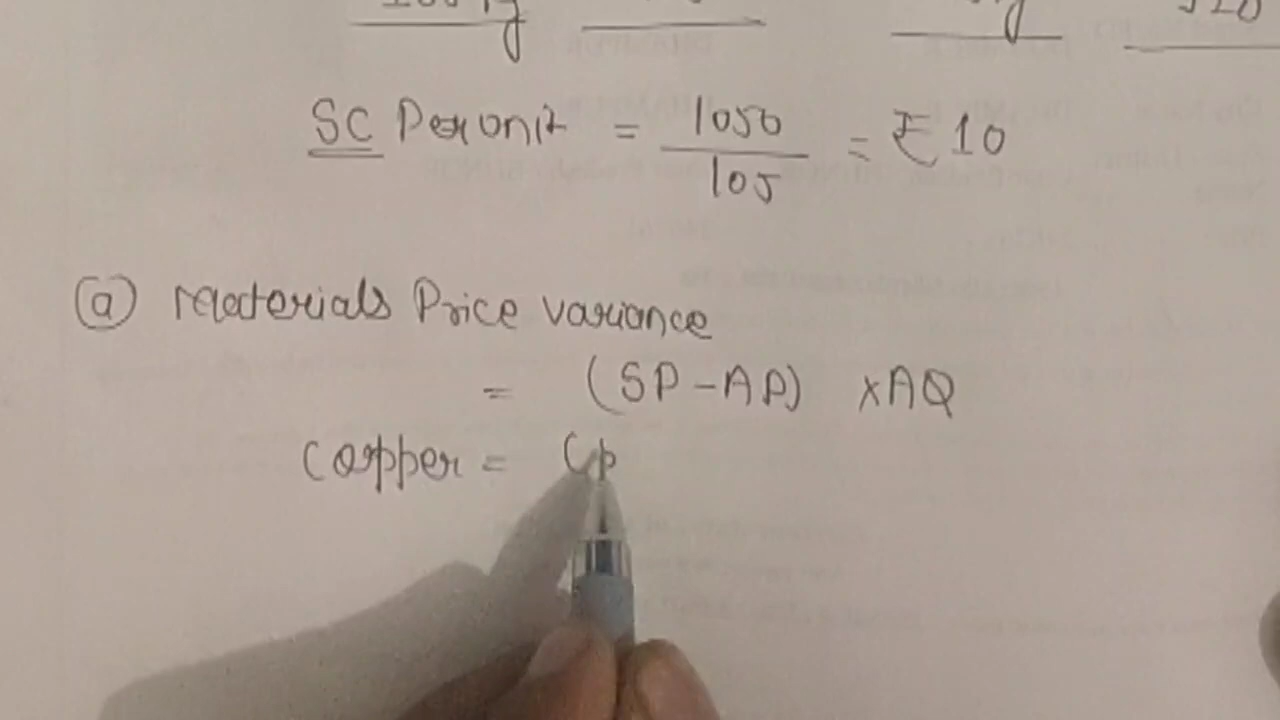 SC Per unit = 1050 / 105 = ₹10
(a) Materials Price variance
= (SP - AP) × AQ
Copper = (